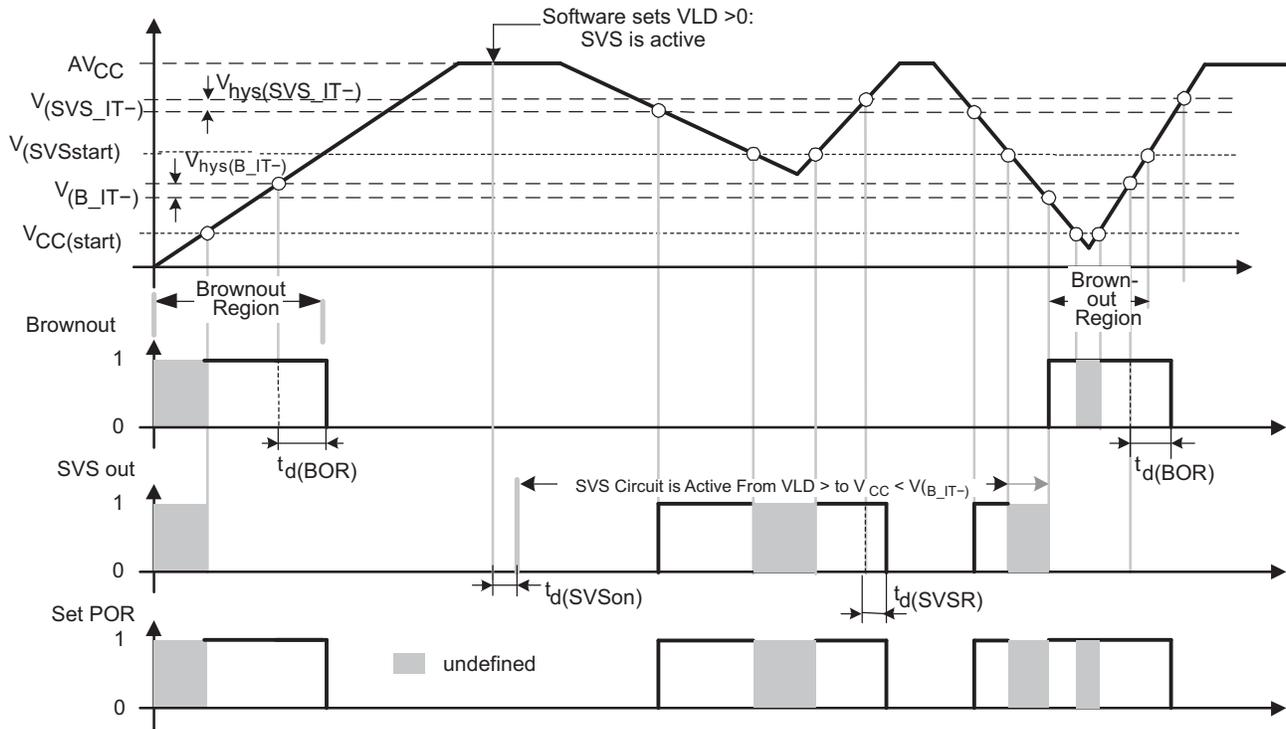 Software sets VLD >0:
SVS is active
AVCC
Vhys(SVS_IT−)
V(SVS_IT−)
V(SVSstart)
Vhys(B_IT−)
V(B_IT−)
VCC(start)
Brownout
Region
Brown-
out
Region
Brownout
1
0
td(BOR)
td(BOR)
SVS out
SVS Circuit is Active From VLD > to VCC < V(B_IT−)
1
0
td(SVSon)
td(SVSR)
Set POR
1
undefined
0